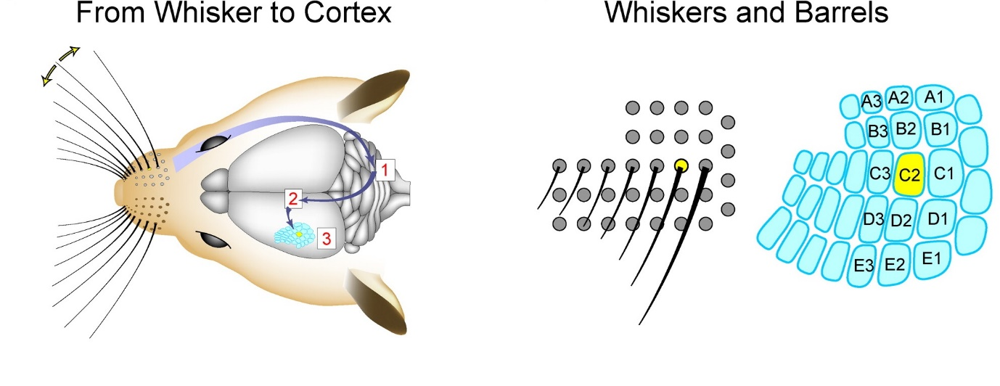 From Whisker to Cortex
1
2
3
Whiskers and Barrels
A3 A2 A1
B3 B2 B1
C3 C2 C1
D3 D2 D1
E3 E2 E1